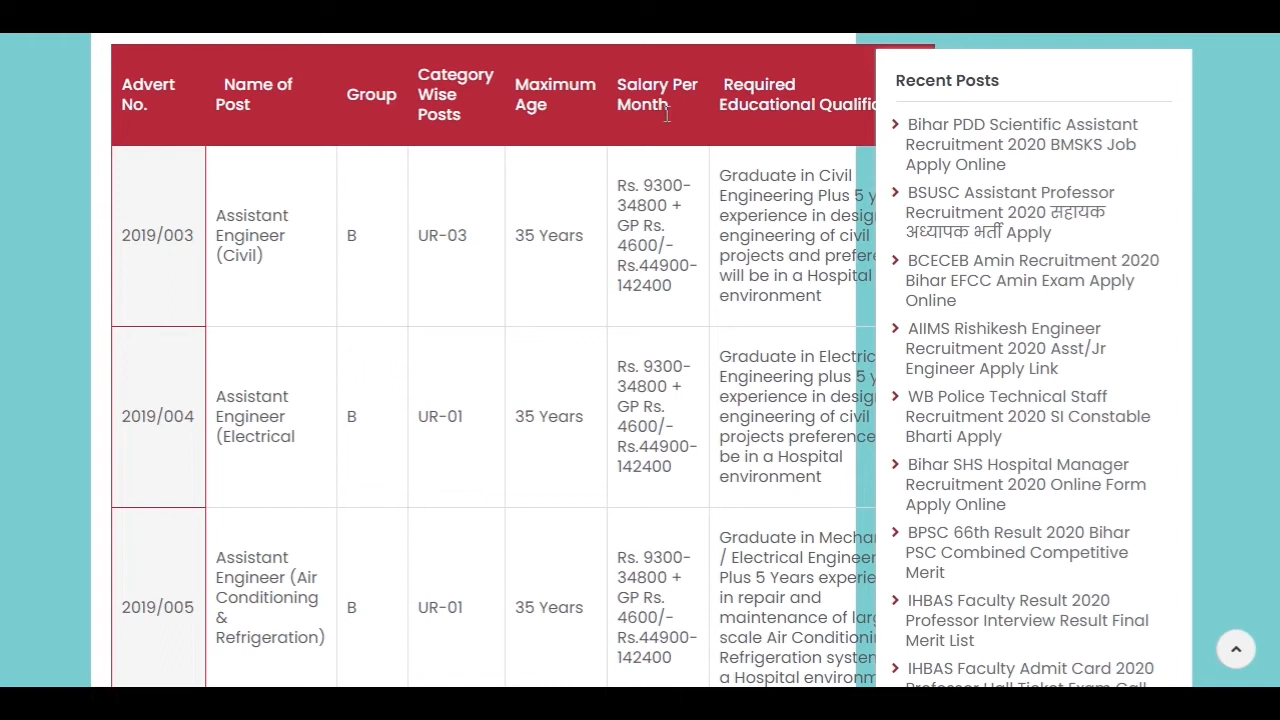 Advert
No.
Name of
Post
Group
Category
Wise
Posts
Maximum
Age
Salary Per
Month
Required
Educational Qualific
2019/003
Assistant
Engineer
(Civil)
B
UR-03
35 Years
Rs. 9300-
34800 +
GP Rs.
4600/-
Rs.44900-
142400
Graduate in Civil
Engineering Plus 5 y
experience in desig
engineering of civil
projects and prefere
will be in a Hospital
environment
2019/004
Assistant
Engineer
(Electrical
B
UR-01
35 Years
Rs. 9300-
34800 +
GP Rs.
4600/-
Rs.44900-
142400
Graduate in Electric
Engineering plus 5 y
experience in desig
engineering of civil
projects preference
be in a Hospital
environment
2019/005
Assistant
Engineer (Air
Conditioning
&
Refrigeration)
B
UR-01
35 Years
Rs. 9300-
34800 +
GP Rs.
4600/-
Rs.44900-
142400
Graduate in Mecha
/ Electrical Engineer
Plus 5 Years experie
in repair and
maintenance of larg
scale Air Conditioni
Refrigeration system
a Hospital environm
Recent Posts
Bihar PDD Scientific Assistant
Recruitment 2020 BMSKS Job
Apply Online
BSUSC Assistant Professor
Recruitment 2020 सहायक
अध्यापक भर्ती Apply
BCECEB Amin Recruitment 2020
Bihar EFCC Amin Exam Apply
Online
AIIMS Rishikesh Engineer
Recruitment 2020 Asst/Jr
Engineer Apply Link
WB Police Technical Staff
Recruitment 2020 SI Constable
Bharti Apply
Bihar SHS Hospital Manager
Recruitment 2020 Online Form
Apply Online
BPSC 66th Result 2020 Bihar
PSC Combined Competitive
Merit
IHBAS Faculty Result 2020
Professor Interview Result Final
Merit List
IHBAS Faculty Admit Card 2020
Professor Hall Ticket Exam Call